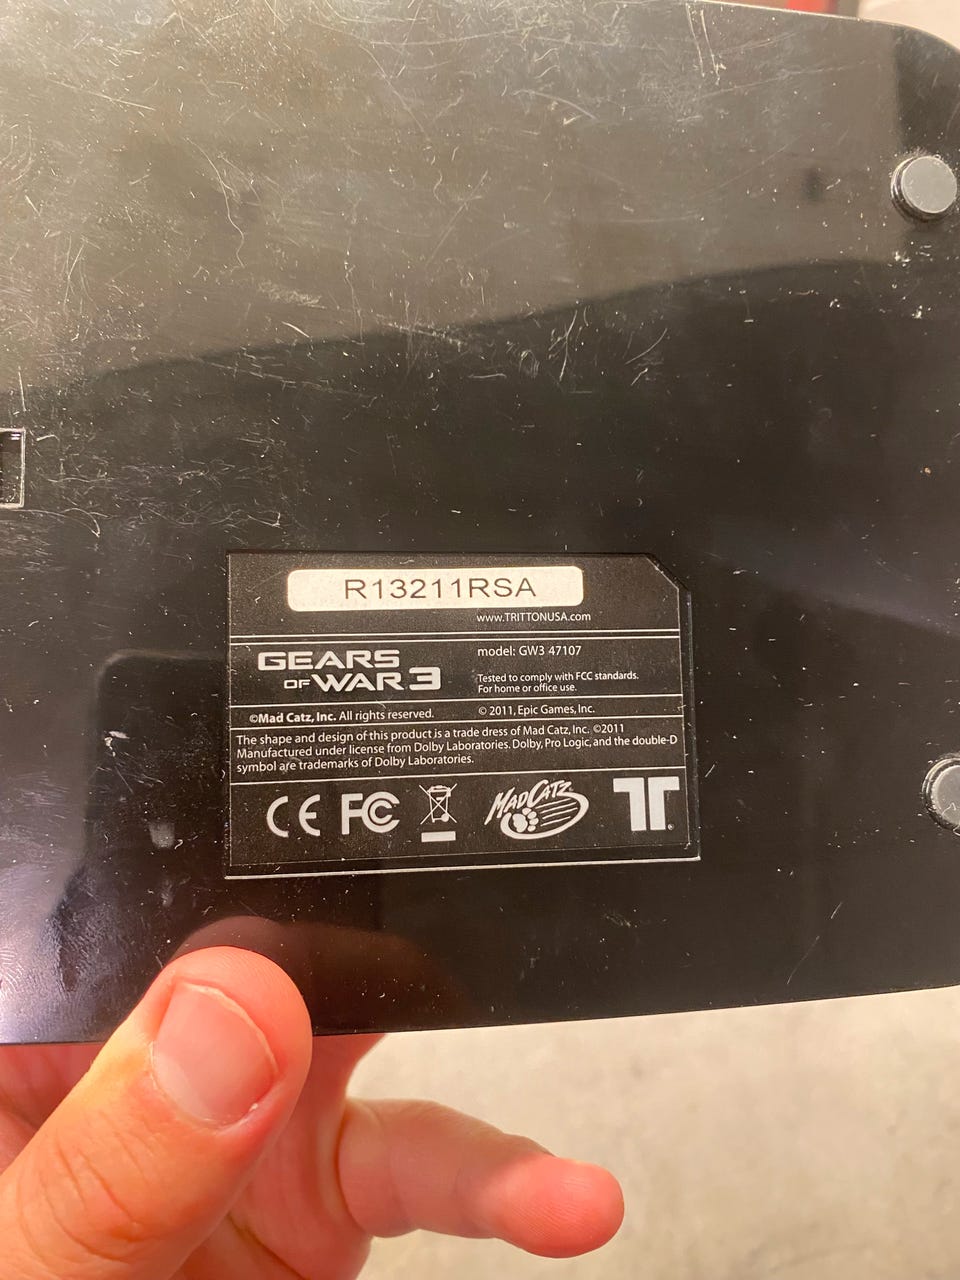 R13211RSA
www.TRITTONUSA.com
GEARS
OF WAR 3
model: GW3 47107
Tested to comply with FCC standards.
For home or office use.
©Mad Catz, Inc. All rights reserved.
© 2011, Epic Games, Inc.
The shape and design of this product is a trade dress of Mad Catz, Inc. ©2011
Manufactured under license from Dolby Laboratories. Dolby, Pro Logic, and the double-D
symbol are trademarks of Dolby Laboratories.
CE FC MAD CATZ